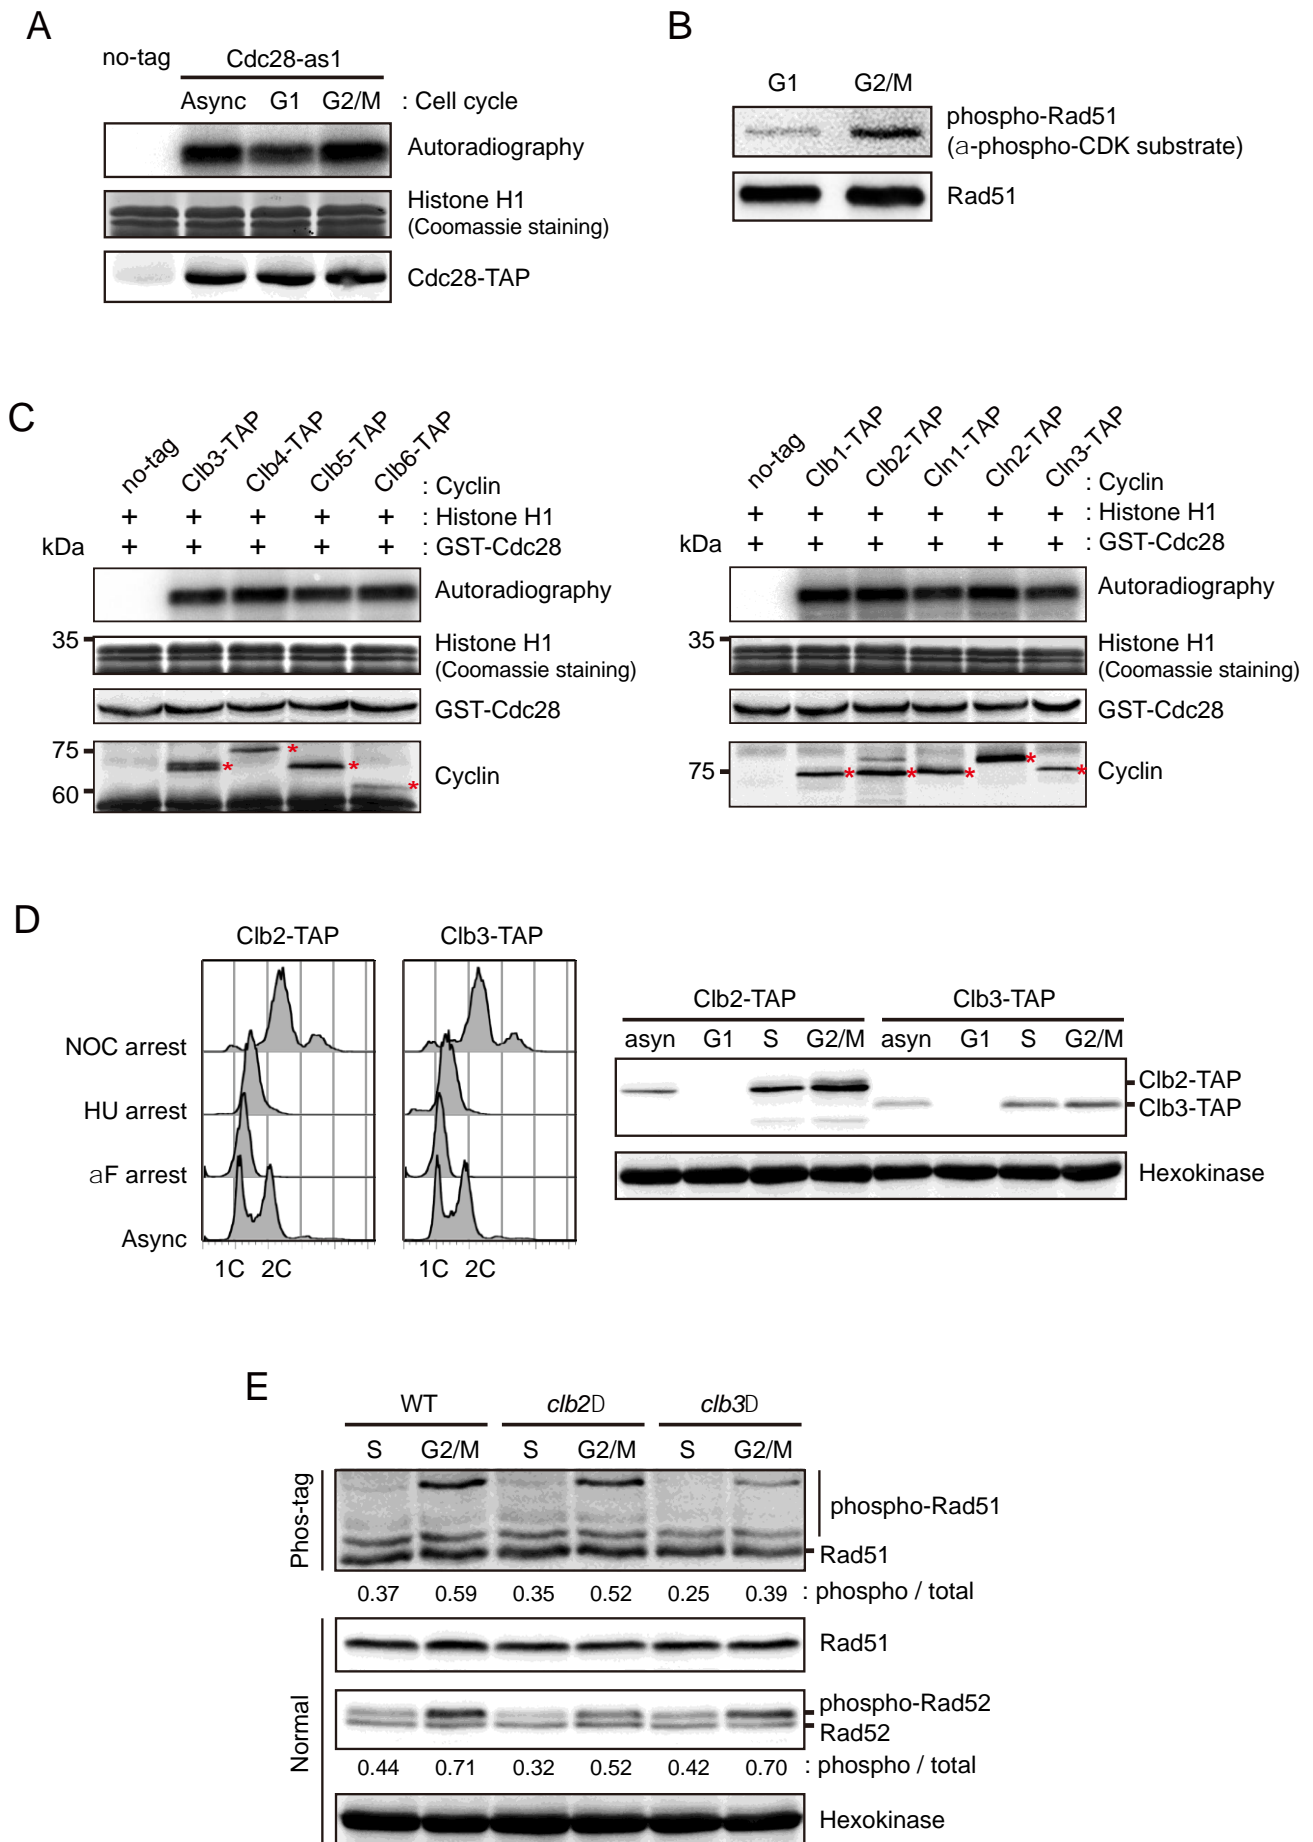 A
no-tag
Cdc28-as1
Async G1 G2/M : Cell cycle
Autoradiography
Histone H1
(Coomassie staining)
Cdc28-TAP
B
G1 G2/M
phospho-Rad51
(a-phospho-CDK substrate)
Rad51
C
no-tag Clb3-TAP Clb4-TAP Clb5-TAP Clb6-TAP : Cyclin
+ + + + + : Histone H1
kDa + + + + + : GST-Cdc28
Autoradiography
35
Histone H1
(Coomassie staining)
GST-Cdc28
75 *
* *
Cyclin
60 *
no-tag Clb1-TAP Clb2-TAP Cln1-TAP Cln2-TAP Cln3-TAP : Cyclin
+ + + + + + : Histone H1
kDa + + + + + + : GST-Cdc28
Autoradiography
35
Histone H1
(Coomassie staining)
GST-Cdc28
75 * * * * * Cyclin
D
Clb2-TAP Clb3-TAP
NOC arrest
HU arrest
aF arrest
Async
1C 2C 1C 2C
Clb2-TAP Clb3-TAP
asyn G1 S G2/M asyn G1 S G2/M
Clb2-TAP
Clb3-TAP
Hexokinase
E
WT clb2D clb3D
S G2/M S G2/M S G2/M
Phos-tag
phospho-Rad51
Rad51
0.37 0.59 0.35 0.52 0.25 0.39 : phospho / total
Normal
Rad51
phospho-Rad52
Rad52
0.44 0.71 0.32 0.52 0.42 0.70 : phospho / total
Hexokinase